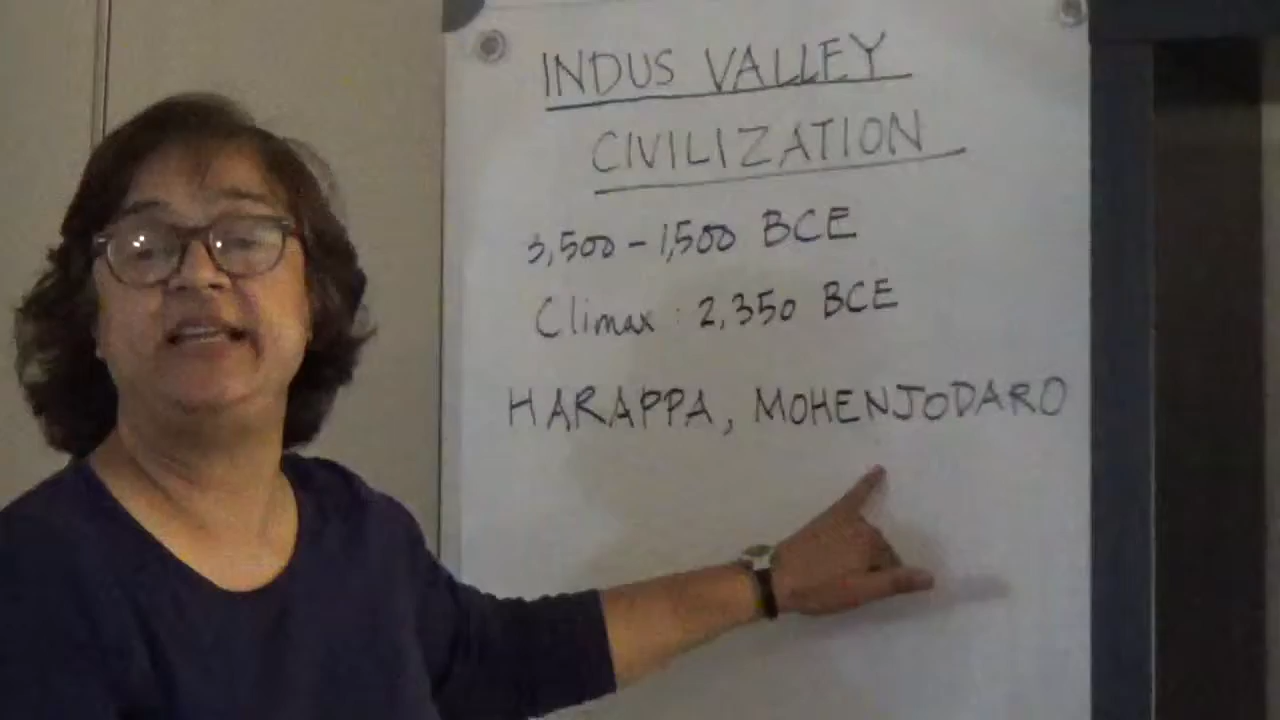 INDUS VALLEY
CIVILIZATION
3,500 - 1,500 BCE
Climax : 2,350 BCE
HARAPPA, MOHENJODARO